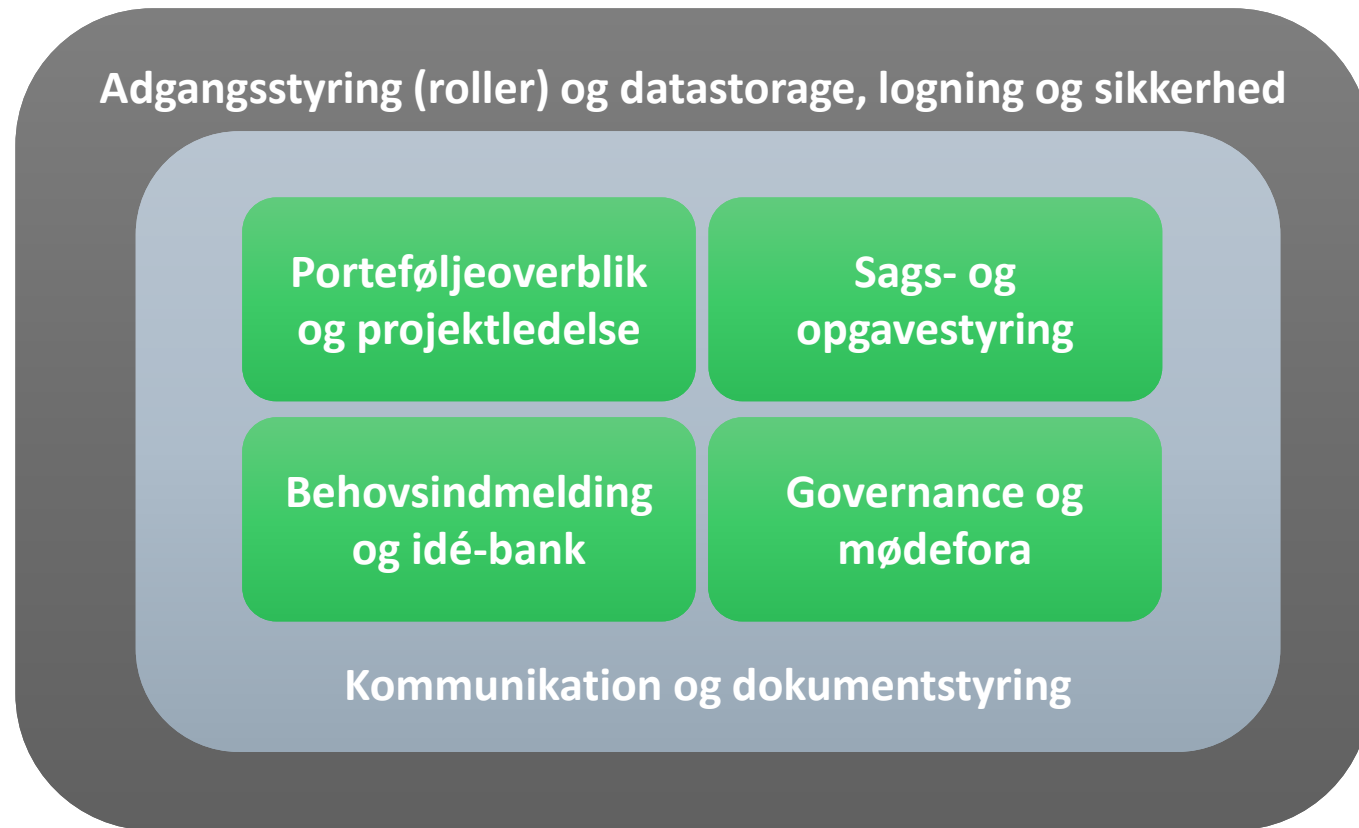 Adgangsstyring (roller) og datastorage, logning og sikkerhed
Porteføljeoverblik
og projektledelse
Sags- og
opgavestyring
Behovsindmelding
og idé-bank
Governance og
mødefora
Kommunikation og dokumentstyring